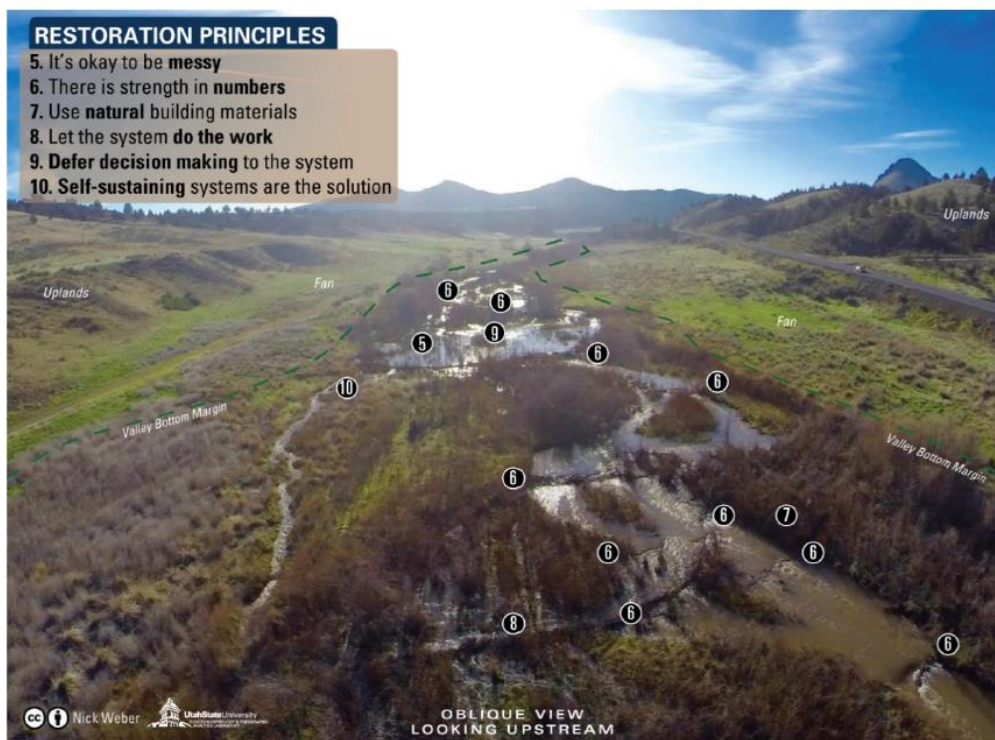 RESTORATION PRINCIPLES
5. It's okay to be messy
6. There is strength in numbers
7. Use natural building materials
8. Let the system do the work
9. Defer decision making to the system
10. Self-sustaining systems are the solution
Uplands
Uplands
Fan
Fan
6
6
5
9
6
10
6
Valley Bottom Margin
Valley Bottom Margin
6
6
7
6
6
8
6
6
cc
Nick Weber
UtahStateUniversity
OBLIQUE VIEW
LOOKING UPSTREAM